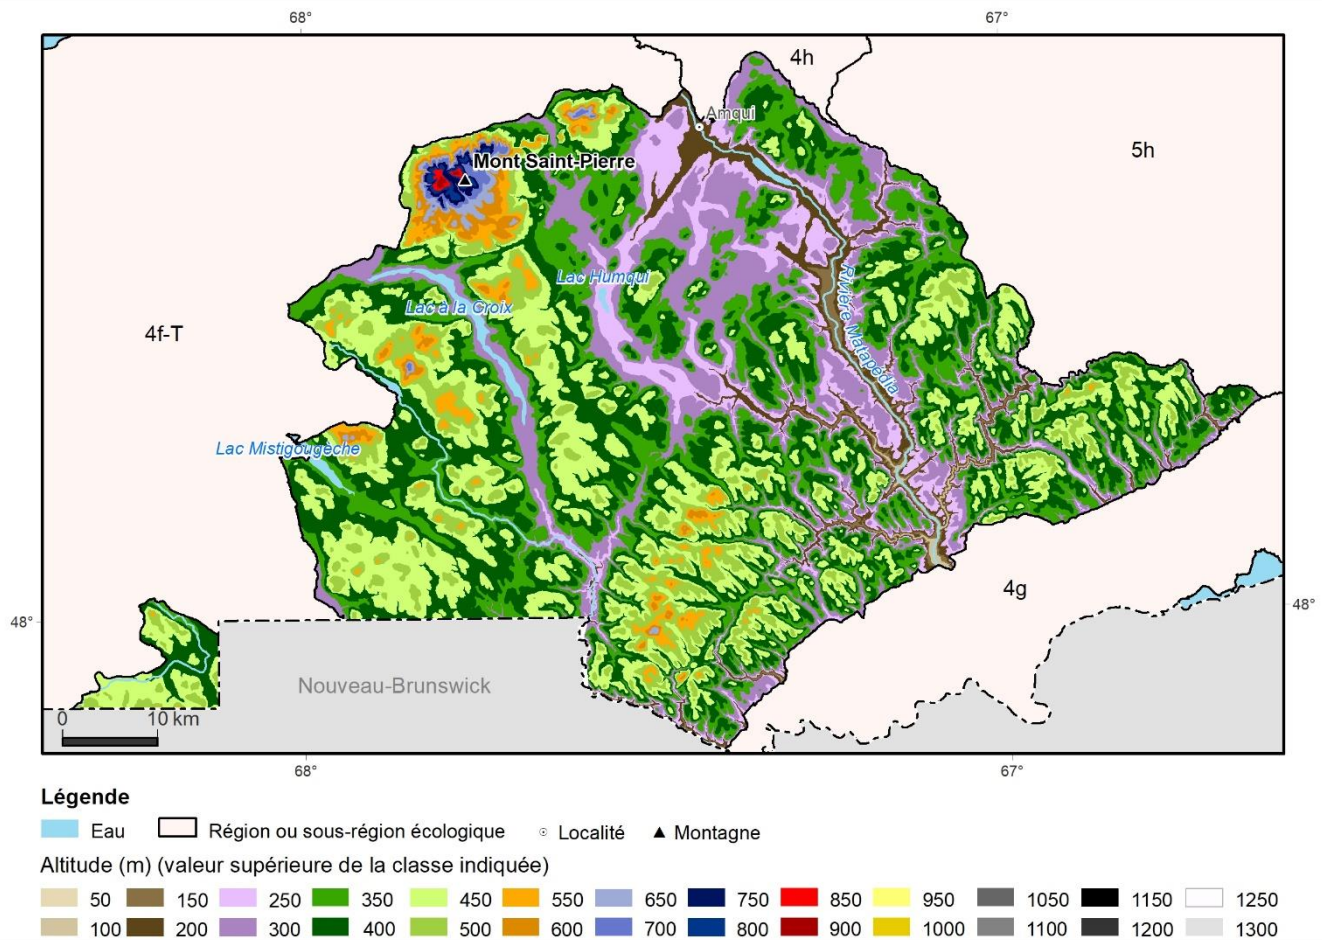 68° 67°
4h
Amqui
5h
Mont Saint-Pierre
Lac Humqui
Rivière Matapédia
Lac à la Croix
4f-T
Lac Mistigougèche
4g
48° 48°
Nouveau-Brunswick
0 10 km
68° 67°
Légende
Eau Région ou sous-région écologique Localité Montagne
Altitude (m) (valeur supérieure de la classe indiquée)
50 150 250 350 450 550 650 750 850 950 1050 1150 1250
100 200 300 400 500 600 700 800 900 1000 1100 1200 1300